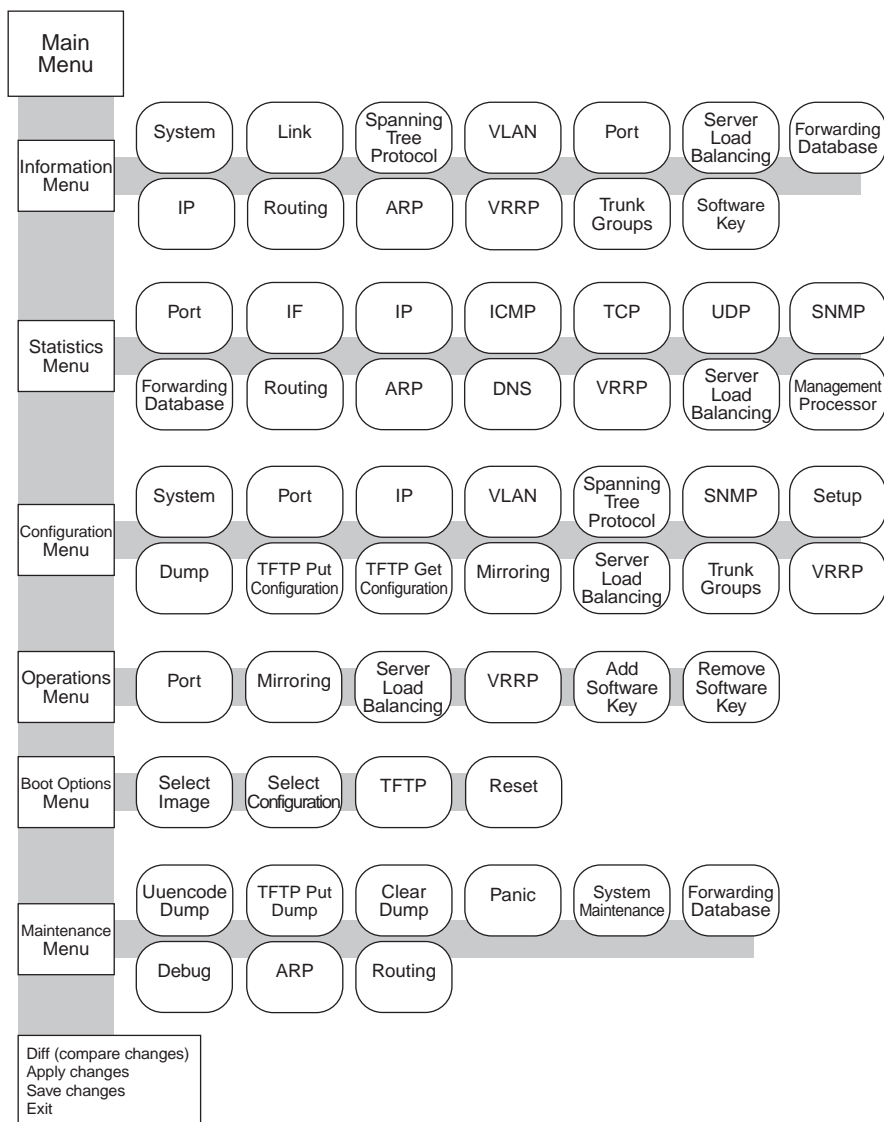 Main
Menu
Information
Menu
System
Link
Spanning
Tree
Protocol
VLAN
Port
Server
Load
Balancing
Forwarding
Database
IP
Routing
ARP
VRRP
Trunk
Groups
Software
Key
Statistics
Menu
Port
IF
IP
ICMP
TCP
UDP
SNMP
Forwarding
Database
Routing
ARP
DNS
VRRP
Server
Load
Balancing
Management
Processor
Configuration
Menu
System
Port
IP
VLAN
Spanning
Tree
Protocol
SNMP
Setup
Dump
TFTP Put
Configuration
TFTP Get
Configuration
Mirroring
Server
Load
Balancing
Trunk
Groups
VRRP
Operations
Menu
Port
Mirroring
Server
Load
Balancing
VRRP
Add
Software
Key
Remove
Software
Key
Boot Options
Menu
Select
Image
Select
Configuration
TFTP
Reset
Maintenance
Menu
Uuencode
Dump
TFTP Put
Dump
Clear
Dump
Panic
System
Maintenance
Forwarding
Database
Debug
ARP
Routing
Diff (compare changes)
Apply changes
Save changes
Exit